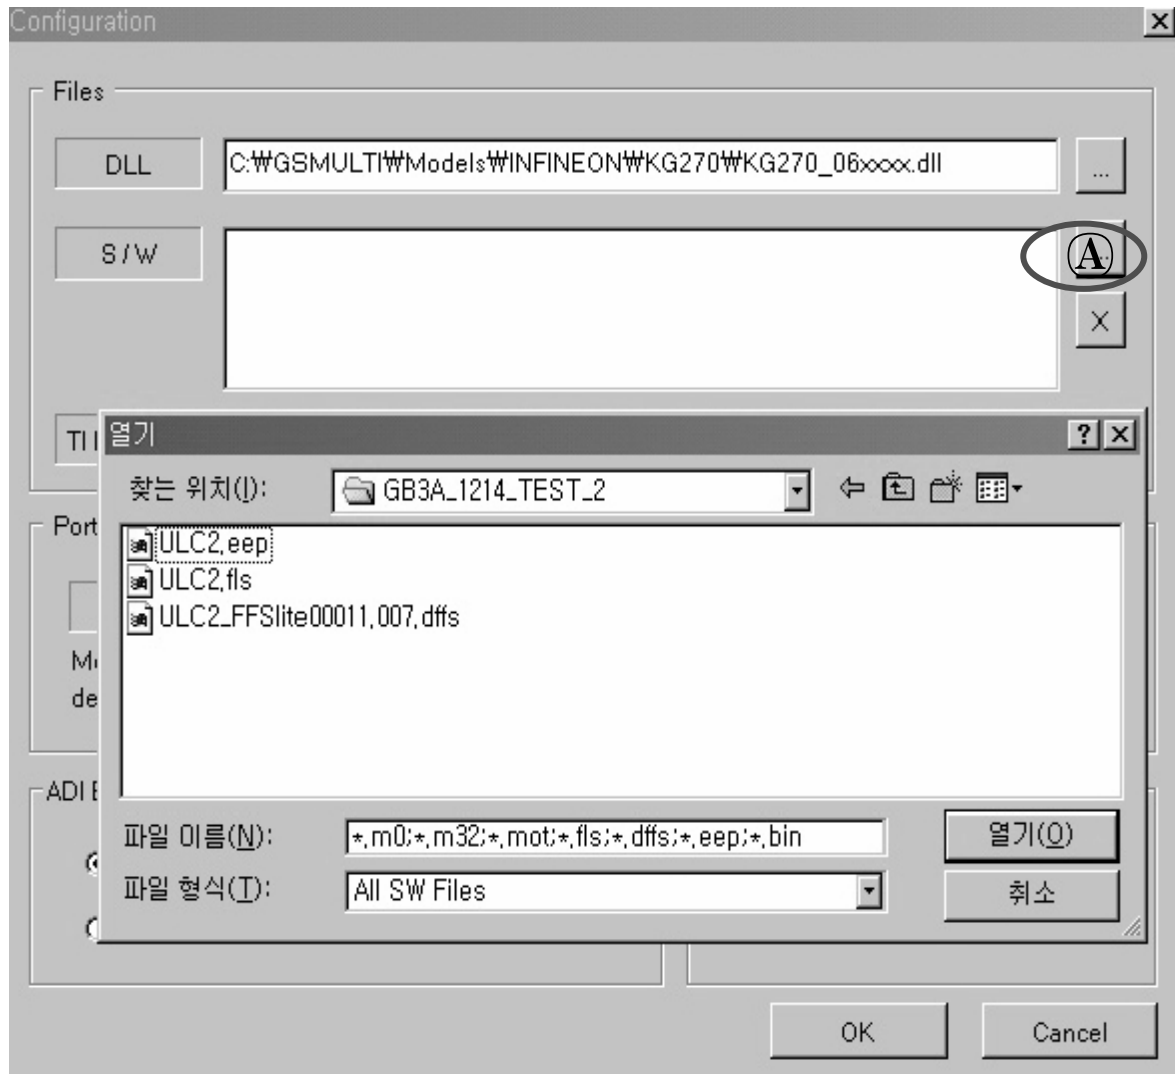 Configuration
Files
DLL
C:₩GSMULTI₩Models₩INFINEON₩KG270₩KG270_06xxxx.dll
...
S/W
Ⓐ
X
TI
열기
찾는 위치(I):
GB3A_1214_TEST_2
ULC2.eep
ULC2.fls
ULC2_FFSlite00011.007.dffs
Port
ADI
파일 이름(N):
*.m0;*.m32;*.mot;*.fls;*.dffs;*.eep;*.bin
열기(O)
파일 형식(T):
All SW Files
취소
OK
Cancel